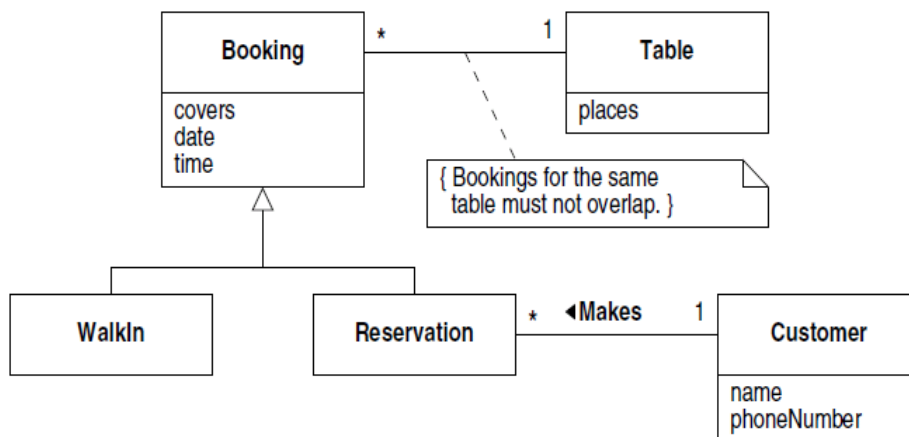 Booking
* 1
Table
covers
date
time
places
{ Bookings for the same
table must not overlap. }
WalkIn
Reservation
* ◀Makes 1
Customer
name
phoneNumber